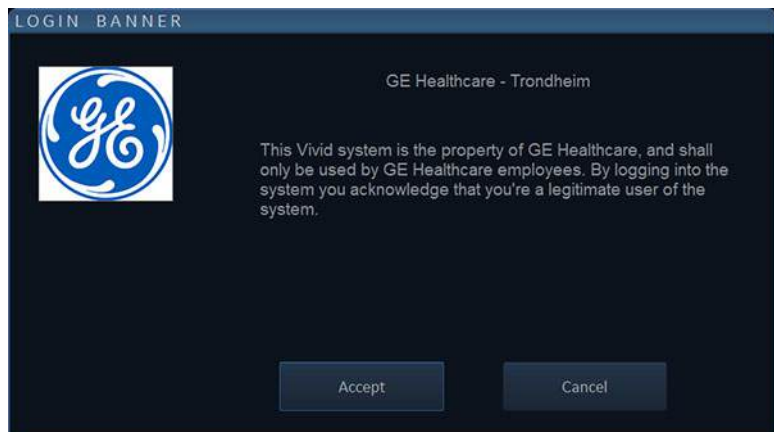 LOGIN BANNER
GE
GE Healthcare - Trondheim
This Vivid system is the property of GE Healthcare, and shall
only be used by GE Healthcare employees. By logging into the
system you acknowledge that you're a legitimate user of the
system.
Accept
Cancel